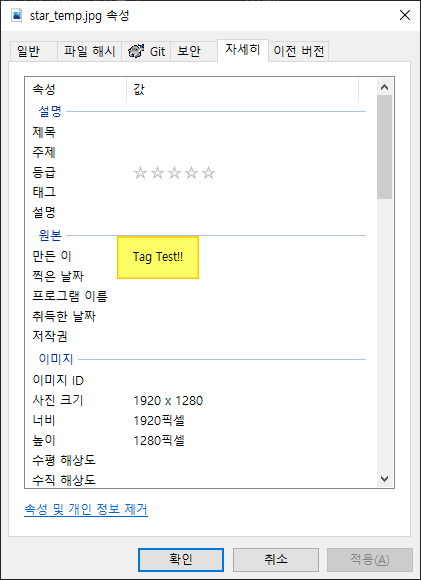 star_temp.jpg 속성
일반 파일 해시 Git 보안 자세히 이전 버전
속성 값
설명
제목
주제
등급
태그
설명
원본
만든 이 Tag Test!!
찍은 날짜
프로그램 이름
취득한 날짜
저작권
이미지
이미지 ID
사진 크기 1920 x 1280
너비 1920픽셀
높이 1280픽셀
수평 해상도
수직 해상도
속성 및 개인 정보 제거
확인 취소 적용(A)